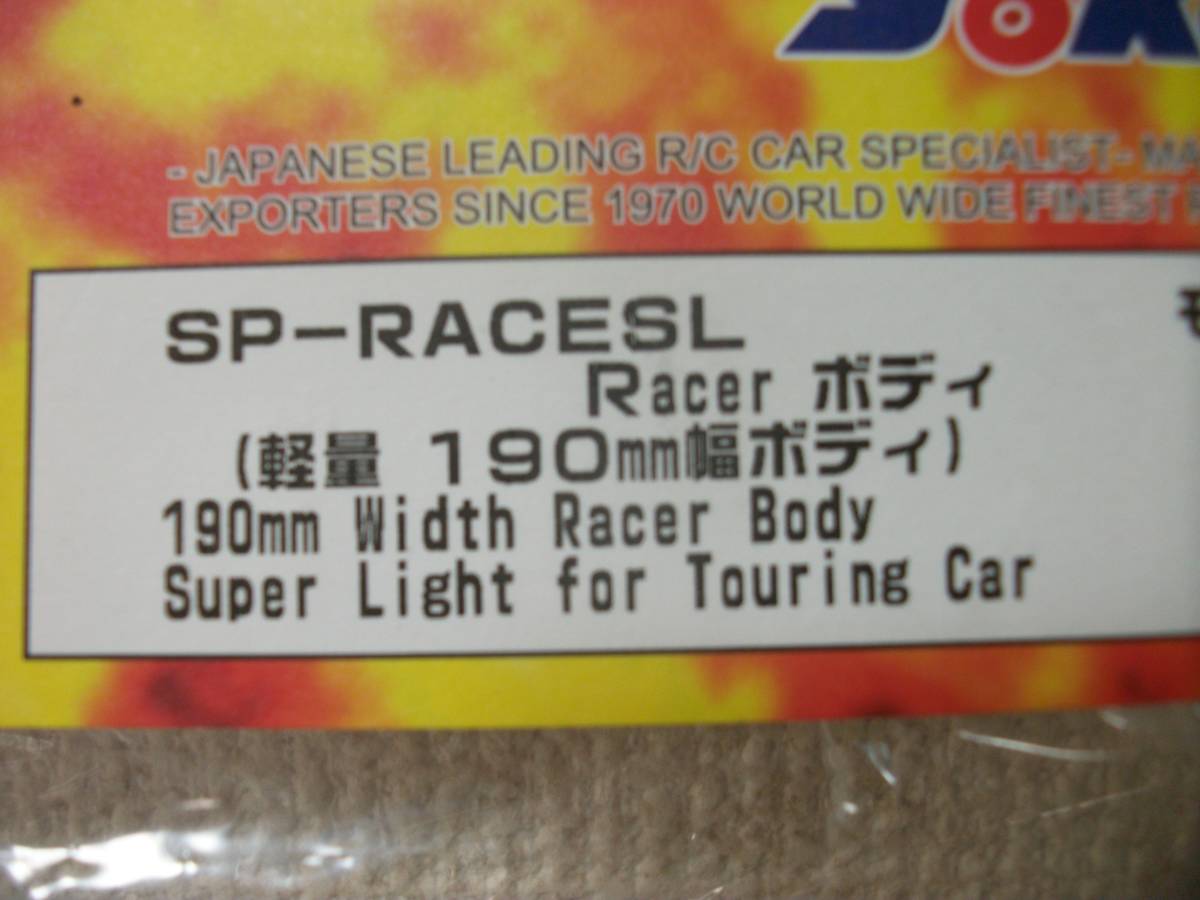 - JAPANESE LEADING R/C CAR SPECIALIST-
EXPORTERS SINCE 1970 WORLD WIDE FINEST
SP-RACESL
Racer ボディ
(軽量 190mm幅ボディ)
190mm Width Racer Body
Super Light for Touring Car